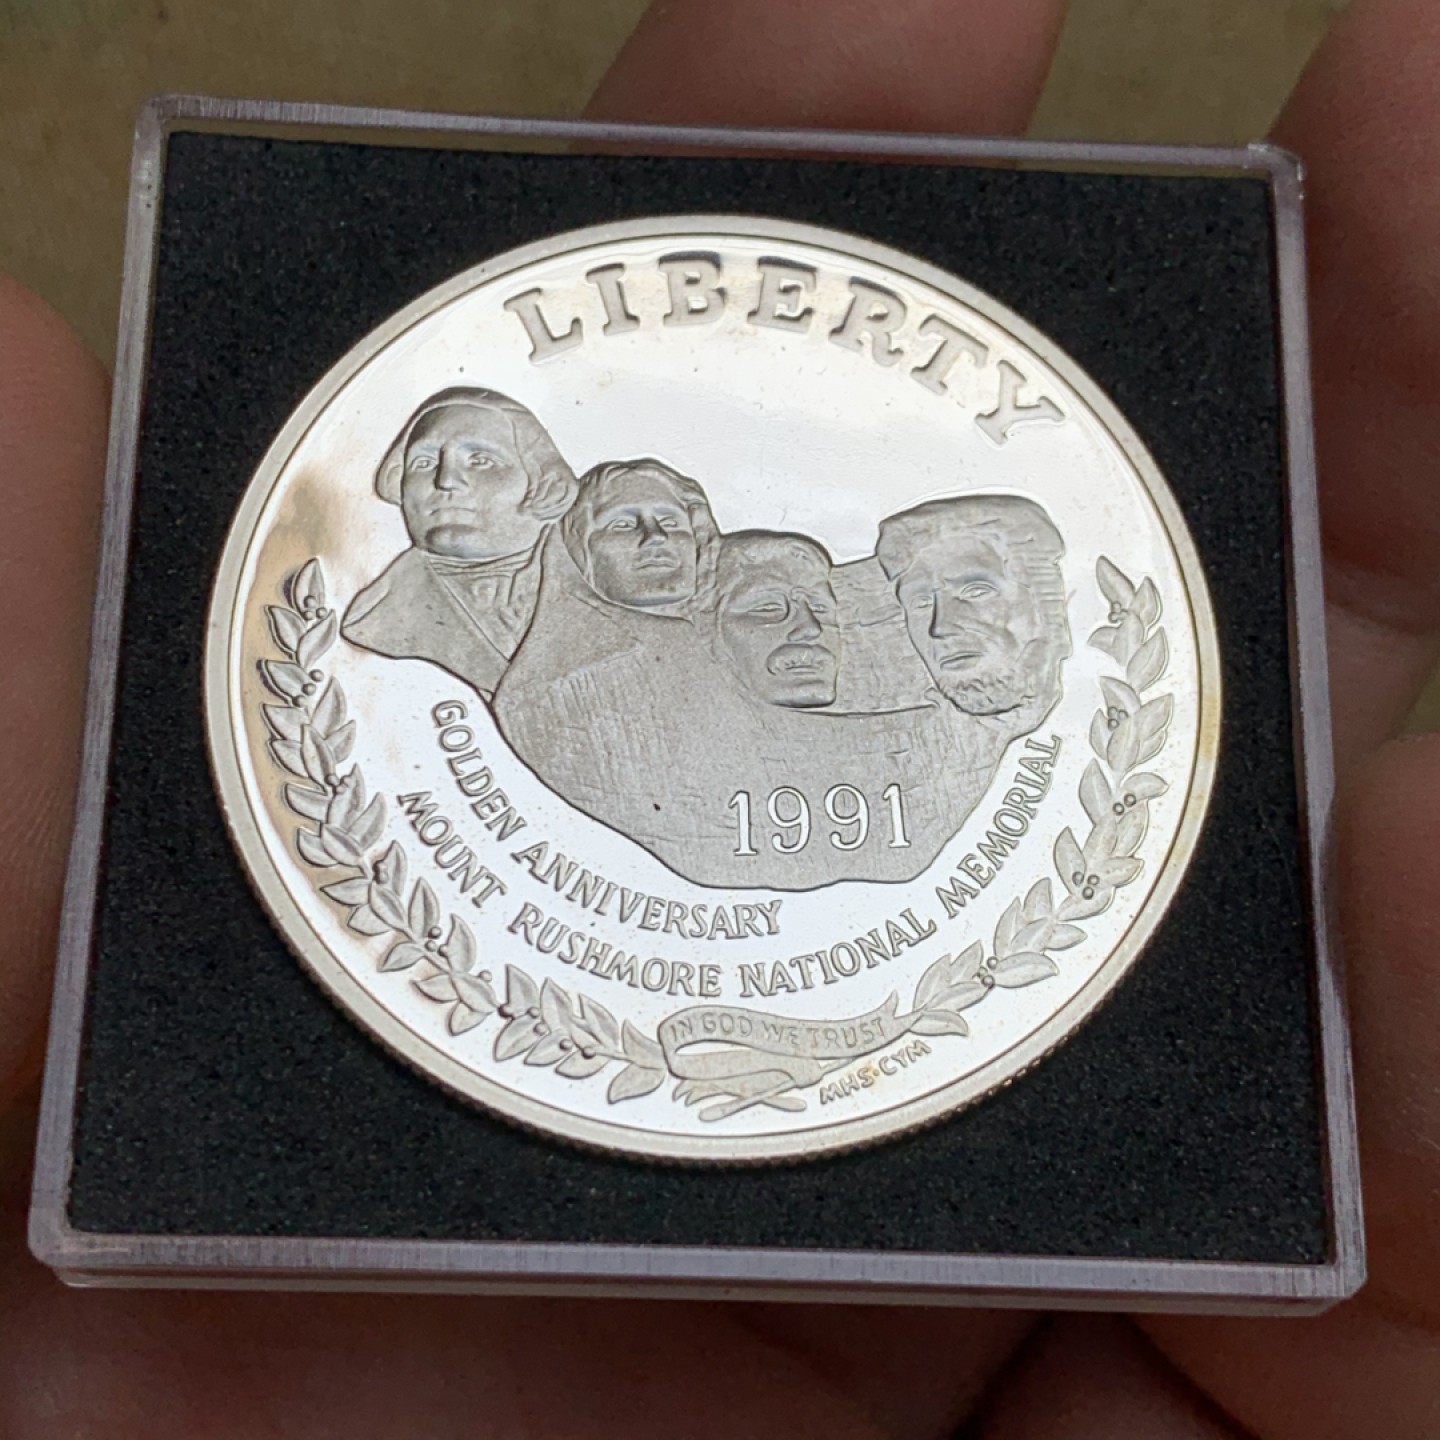 LIBERTY
1991
GOLDEN ANNIVERSARY
MOUNT RUSHMORE NATIONAL MEMORIAL
IN GOD WE TRUST
MHS·CYM